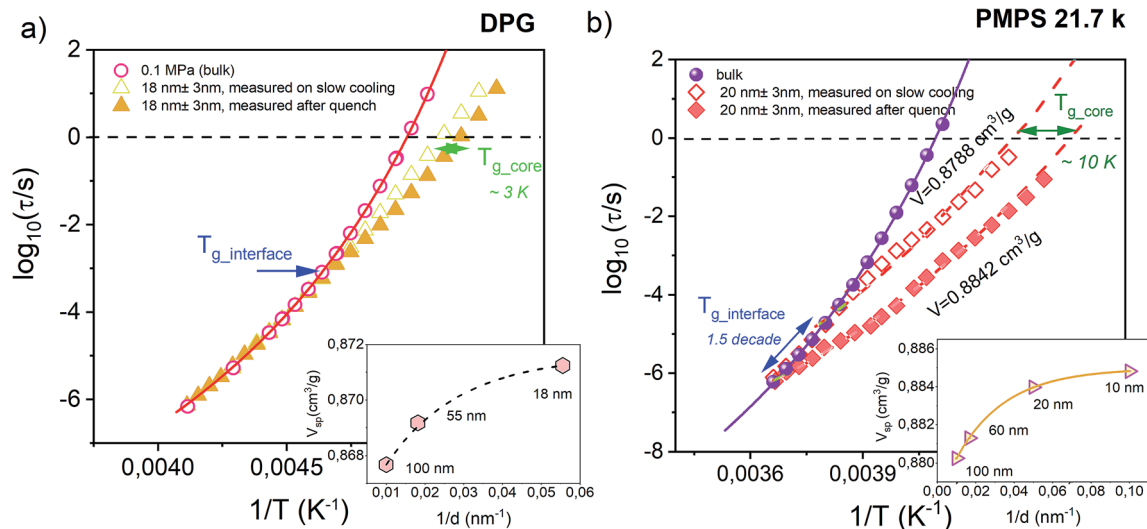 a)
DPG
0.1 MPa (bulk)
18 nm± 3nm, measured on slow cooling
18 nm± 3nm, measured after quench
log10(τ/s)
2
0
-2
-4
-6
Tg_core
~ 3 K
Tg_interface
0,0040
0,0045
1/T (K-1)
Vsp(cm3/g)
0,872
0,870
0,868
18 nm
55 nm
100 nm
0,01 0,02 0,03 0,04 0,05 0,06
1/d (nm-1)
b)
PMPS 21.7 k
bulk
20 nm± 3nm, measured on slow cooling
20 nm± 3nm, measured after quench
log10(τ/s)
2
0
-2
-4
-6
-8
Tg_core
~ 10 K
V=0.8788 cm3/g
V=0.8842 cm3/g
Tg_interface
1.5 decade
0,0036
0,0039
1/T (K-1)
Vsp (cm3/g)
0,886
0,884
0,882
0,880
10 nm
20 nm
60 nm
100 nm
0,00 0,02 0,04 0,06 0,08 0,10
1/d (nm-1)